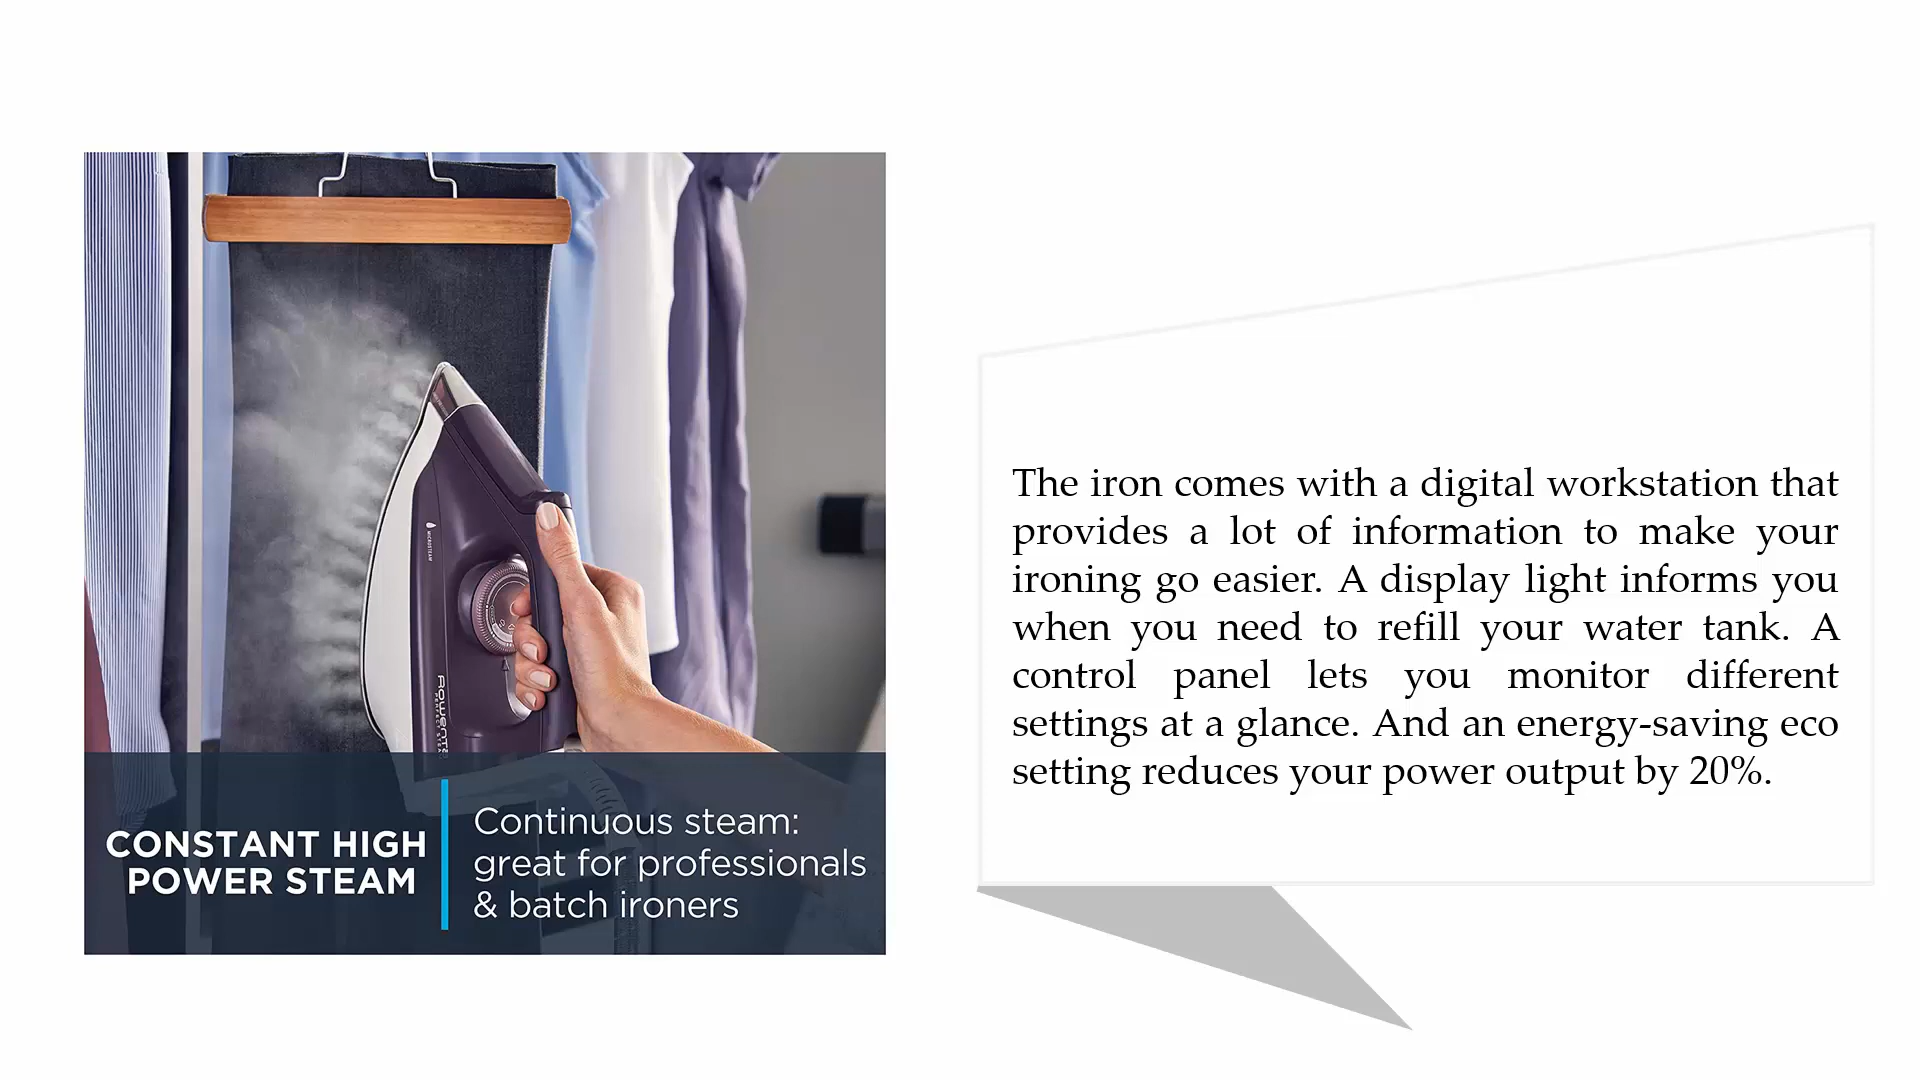 MICROSTEAM
Rowenta
CONSTANT HIGH
POWER STEAM
Continuous steam:
great for professionals
& batch ironers
The iron comes with a digital workstation that
provides a lot of information to make your
ironing go easier. A display light informs you
when you need to refill your water tank. A
control panel lets you monitor different
settings at a glance. And an energy-saving eco
setting reduces your power output by 20%.